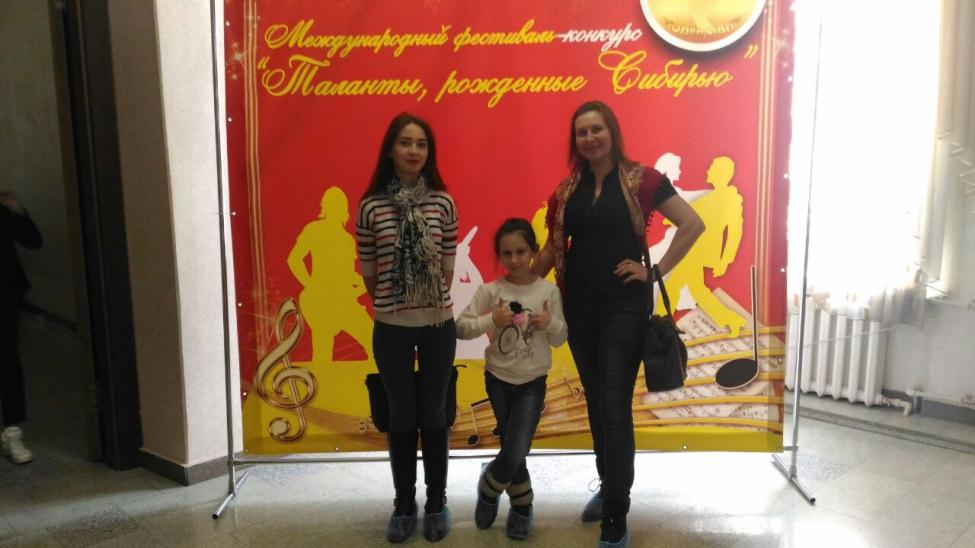 Международный фестиваль-конкурс
"Таланты, рожденные Сибирью"